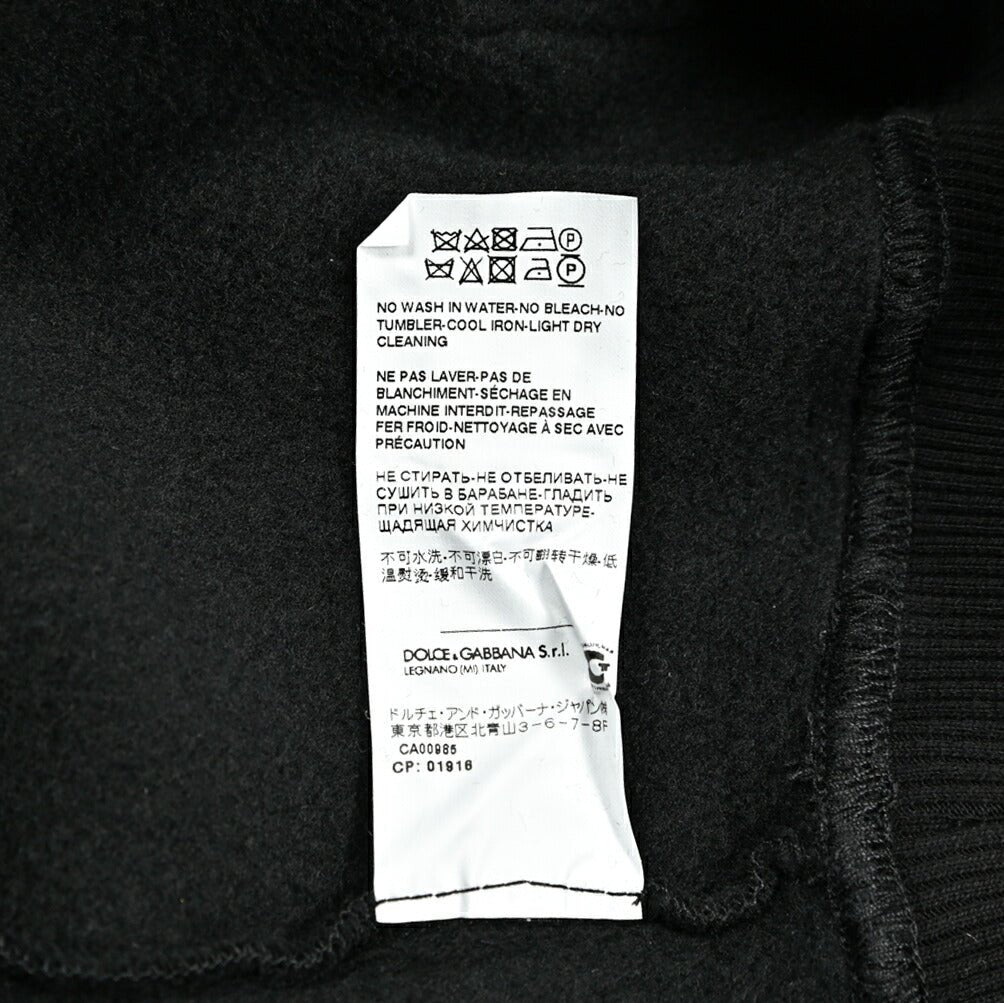 P
P
NO WASH IN WATER-NO BLEACH-NO
TUMBLER-COOL IRON-LIGHT DRY
CLEANING
NE PAS LAVER-PAS DE
BLANCHIMENT-SÉCHAGE EN
MACHINE INTERDIT-REPASSAGE
FER FROID-NETTOYAGE À SEC AVEC
PRÉCAUTION
НЕ СТИРАТЬ-НЕ ОТБЕЛИВАТЬ-НЕ
СУШИТЬ В БАРАБАНЕ-ГЛАДИТЬ
ПРИ НИЗКОЙ ТЕМПЕРАТУРЕ-
ЩАДЯЩАЯ ХИМЧИСТКА
不可水洗-不可漂白-不可翻转干燥-低
温熨烫-缓和干洗
DOLCE&GABBANA S.r.l.
LEGNANO (MI) ITALY
ドルチェ・アンド・ガッバーナ・ジャパン㈱
東京都港区北青山3-6-7-8F
CA00985
CP: 01916